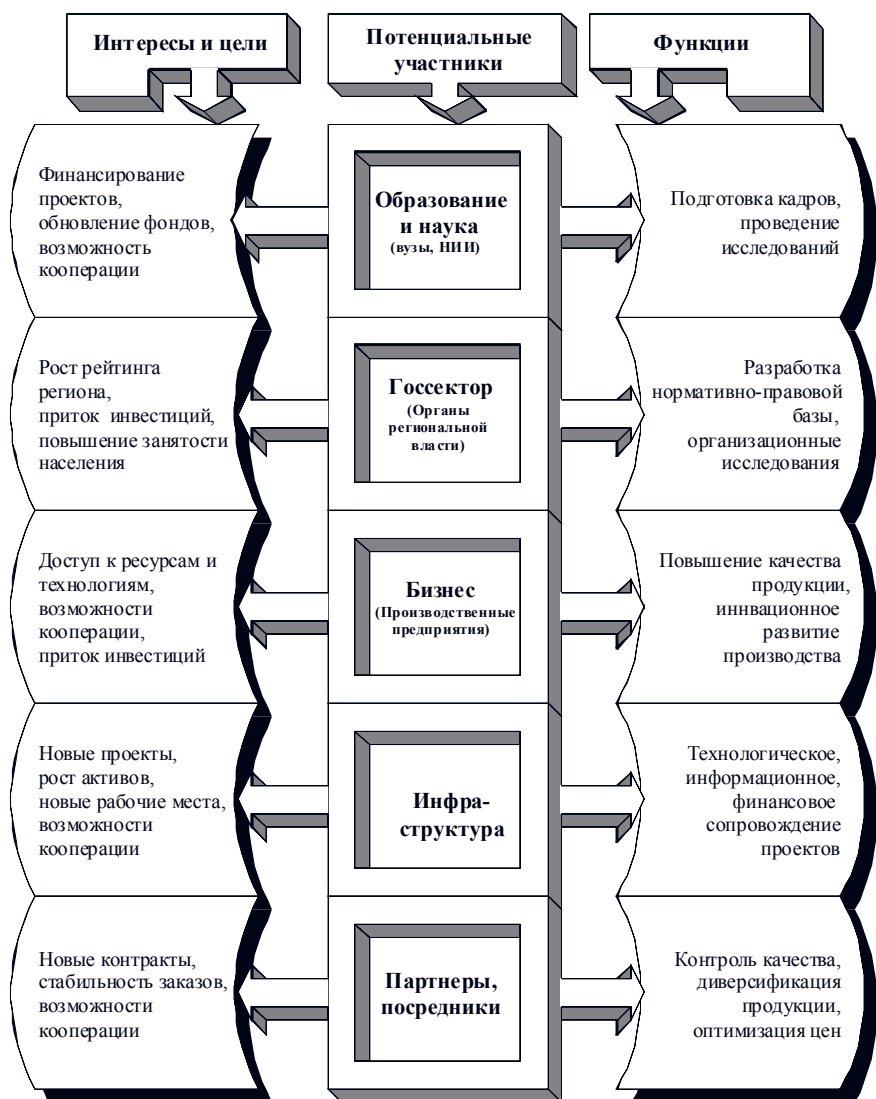 Интересы и цели
Потенциальные
участники
Функции
Финансирование
проектов,
обновление фондов,
возможность
кооперации
Образование
и наука
(вузы, НИИ)
Подготовка кадров,
проведение
исследований
Рост рейтинга
региона,
приток инвестиций,
повышение занятости
населения
Госсектор
(Органы
региональной
власти)
Разработка
нормативно-правовой
базы,
организационные
исследования
Доступ к ресурсам и
технологиям,
возможности
кооперации,
приток инвестиций
Бизнес
(Производственные
предприятия)
Повышение качества
продукции,
иннвационное
развитие
производства
Новые проекты,
рост активов,
новые рабочие места,
возможности
кооперации
Инфра-
структура
Технологическое,
информационное,
финансовое
сопровождение
проектов
Новые контракты,
стабильность заказов,
возможности
кооперации
Партнеры,
посредники
Контроль качества,
диверсификация
продукции,
оптимизация цен